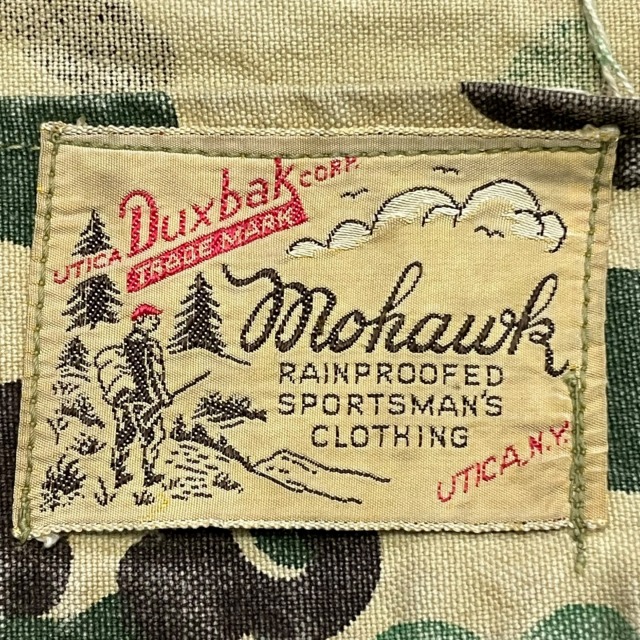 UTICA Duxbak CORP.
TRADE MARK
Mohawk
RAINPROOFED
SPORTSMAN'S
CLOTHING
UTICA, N.Y.